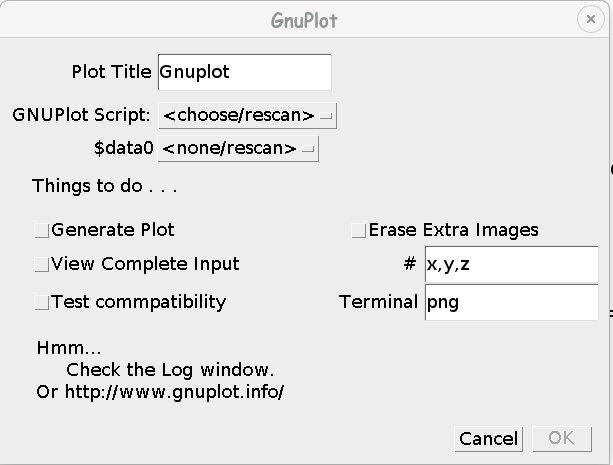 GnuPlot
Plot Title Gnuplot
GNUPlot Script: <choose/rescan>
$data0 <none/rescan>
Things to do . . .
Generate Plot Erase Extra Images
View Complete Input # x,y,z
Test commpatibility Terminal png
Hmm...
Check the Log window.
Or http://www.gnuplot.info/
Cancel OK